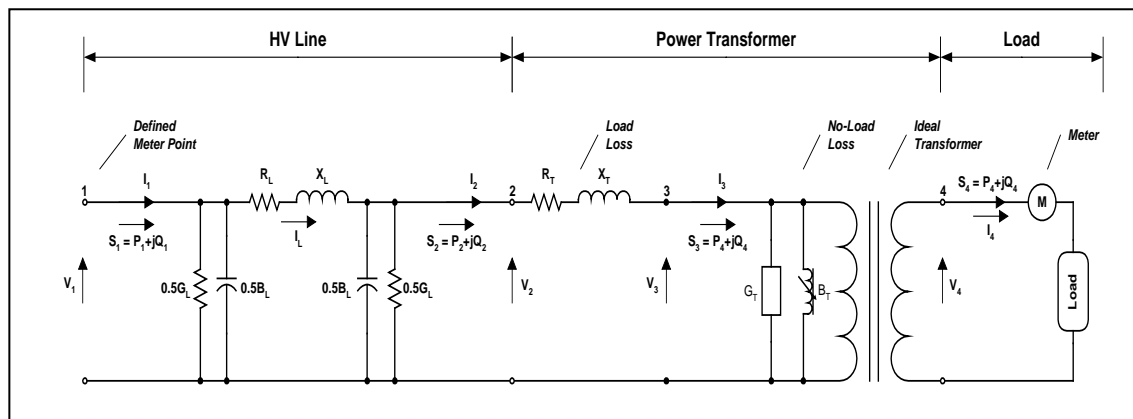 HV Line
Power Transformer
Load
Defined
Meter Point
Load
Loss
No-Load
Loss
Ideal
Transformer
Meter
1
I1
RL
XL
I2
2
RT
XT
3
I3
4
S4 = P4+jQ4
M
S1 = P1+jQ1
IL
S2 = P2+jQ2
S3 = P4+jQ4
I4
V1
0.5GL
0.5BL
0.5BL
0.5GL
V2
V3
GT
BT
V4
Load